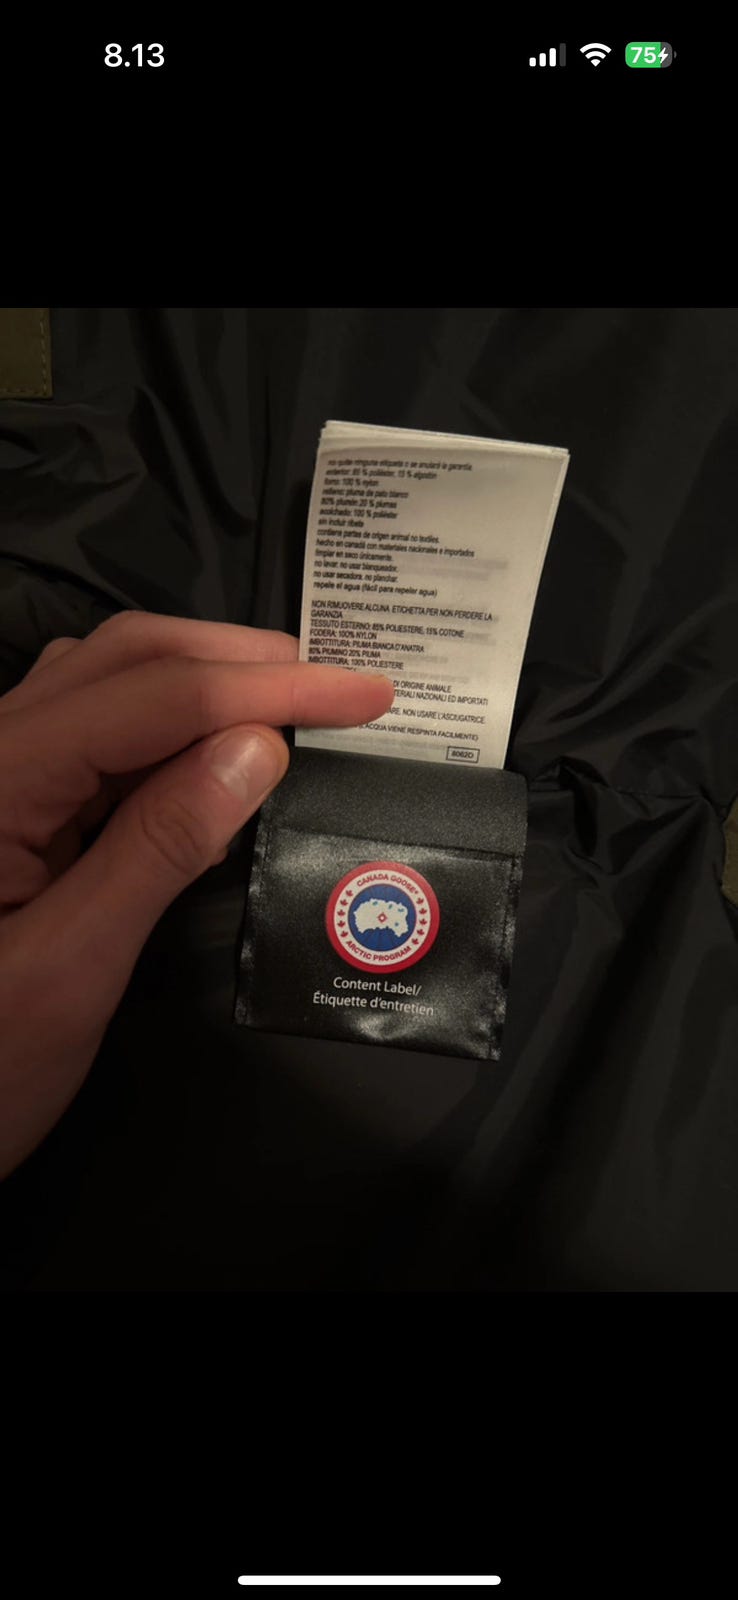 8.13
75
no quite ninguna etiqueta o se anulará la garantía.
exterior: 85 % poliéster, 15 % algodón
forro: 100 % nylon
relleno: pluma de pato blanco
80% plumón 20 % plumas
acolchado: 100 % poliéster
sin incluir ribete
contiene partes de origen animal no textiles.
hecho en canadá con materiales nacionales e importados
limpiar en seco únicamente.
no lavar, no usar blanqueador.
no usar secadora, no planchar.
repele el agua (fácil para repeler agua)
NON RIMUOVERE ALCUNA ETICHETTA PER NON PERDERE LA
GARANZIA
TESSUTO ESTERNO: 85% POLIESTERE, 15% COTONE
FODERA: 100% NYLON
IMBOTTITURA: PIUMA BIANCA D'ANATRA
80% PIUMINO 20% PIUMA
IMBOTTITURA: 100% POLIESTERE
DI ORIGINE ANIMALE
TERIALI NAZIONALI ED IMPORTATI
ARE, NON USARE L'ASCIUGATRICE.
L'ACQUA VIENE RESPINTA FACILMENTE)
CANADA GOOSE®
ARCTIC PROGRAM
Content Label/
Étiquette d'entretien